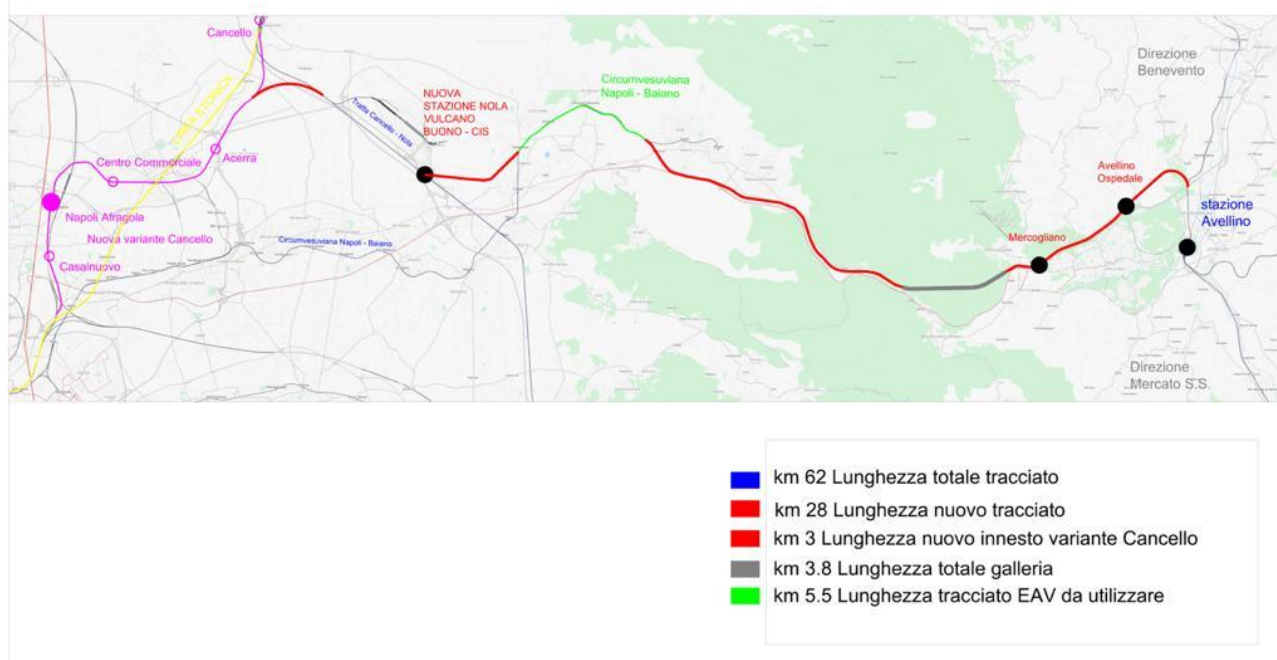 Cancello
Direzione
Benevento
LINEA STORICA
NUOVA
STAZIONE NOLA
VULCANO
BUONO - CIS
Circumvesuviana
Napoli - Baiano
Tratta Cancello - Nola
Centro Commerciale
Acerra
Avellino
Ospedale
stazione
Avellino
Napoli Afragola
Nuova variante Cancello
Circumvesuviana Napoli - Baiano
Mercogliano
Casalnuovo
Direzione
Mercato S.S.
km 62 Lunghezza totale tracciato
km 28 Lunghezza nuovo tracciato
km 3 Lunghezza nuovo innesto variante Cancello
km 3.8 Lunghezza totale galleria
km 5.5 Lunghezza tracciato EAV da utilizzare